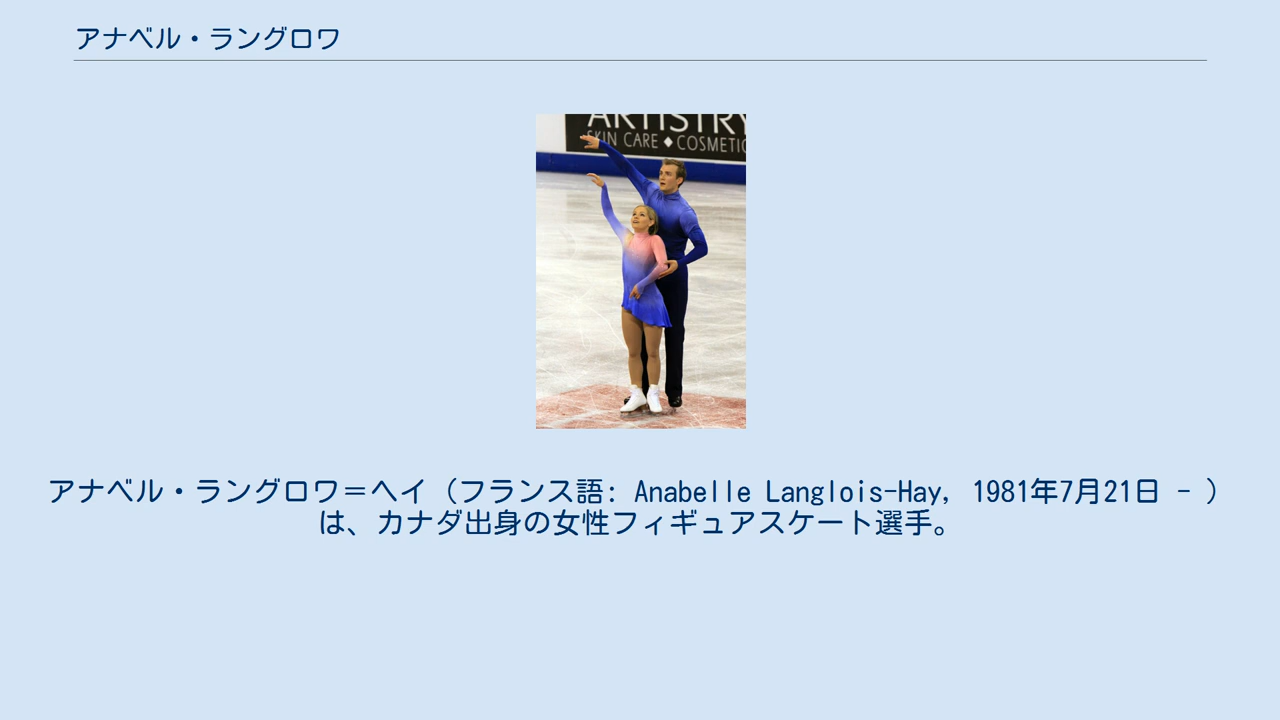 アナベル・ラングロワ
ARTISTRY
SKIN CARE ◆ COSMETIC
アナベル・ラングロワ＝ヘイ（フランス語: Anabelle Langlois-Hay, 1981年7月21日 - ）
は、カナダ出身の女性フィギュアスケート選手。